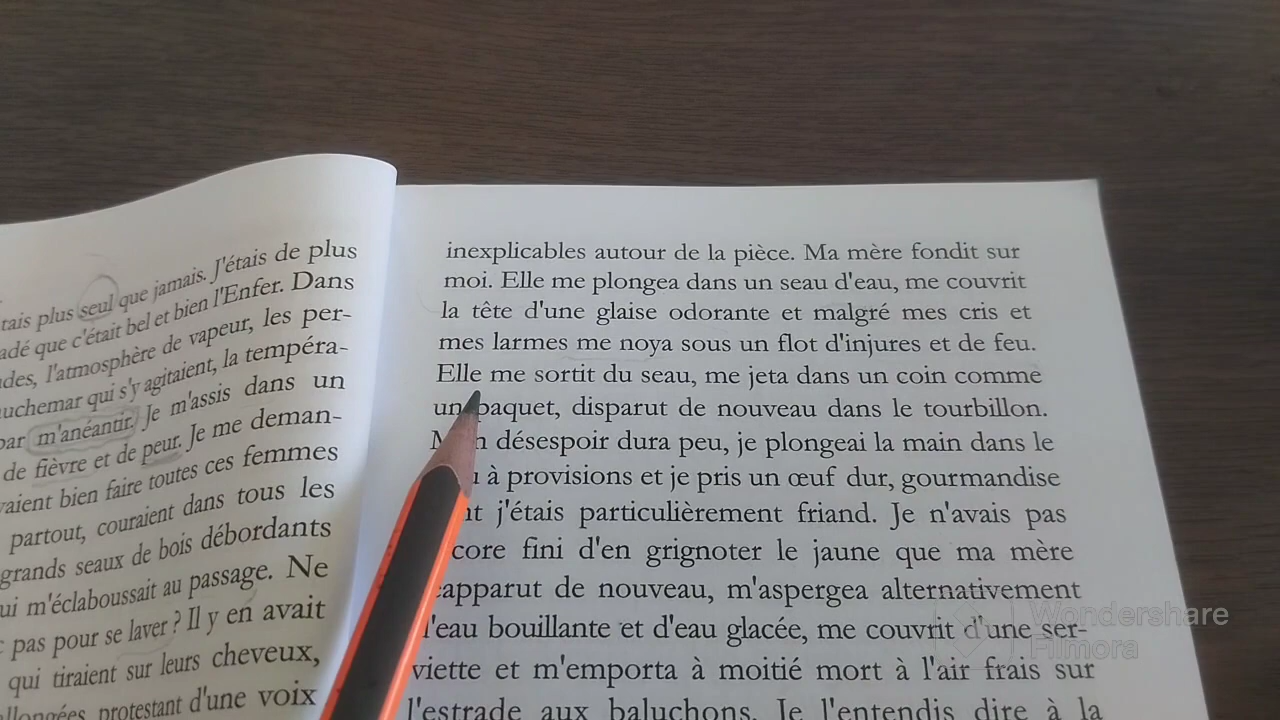 tais plus seul que jamais. J'étais de plus
que c'était bel et bien l'Enfer. Dans
l'atmosphère de vapeur, les per-
qui s'y agitaient, la tempéra-
m'anéantir. Je m'assis dans un
de fièvre et de peur. Je me deman-
bien faire toutes ces femmes
partout, couraient dans tous les
grands seaux de bois débordants
ui m'éclaboussait au passage. Ne
pas pour se laver ? Il y en avait
qui tiraient sur leurs cheveux,
protestant d'une voix
inexplicables autour de la pièce. Ma mère fondit sur
moi. Elle me plongea dans un seau d'eau, me couvrit
la tête d'une glaise odorante et malgré mes cris et
mes larmes me noya sous un flot d'injures et de feu.
Elle me sortit du seau, me jeta dans un coin comme
un paquet, disparut de nouveau dans le tourbillon.
désespoir dura peu, je plongeai la main dans le
à provisions et je pris un œuf dur, gourmandise
j'étais particulièrement friand. Je n'avais pas
core fini d'en grignoter le jaune que ma mère
apparut de nouveau, m'aspergea alternativement
l'eau bouillante et d'eau glacée, me couvrit d'une ser-
viette et m'emporta à moitié mort à l'air frais sur
l'estrade aux baluchons. Je l'entendis dire à la
Wondershare
Filmora